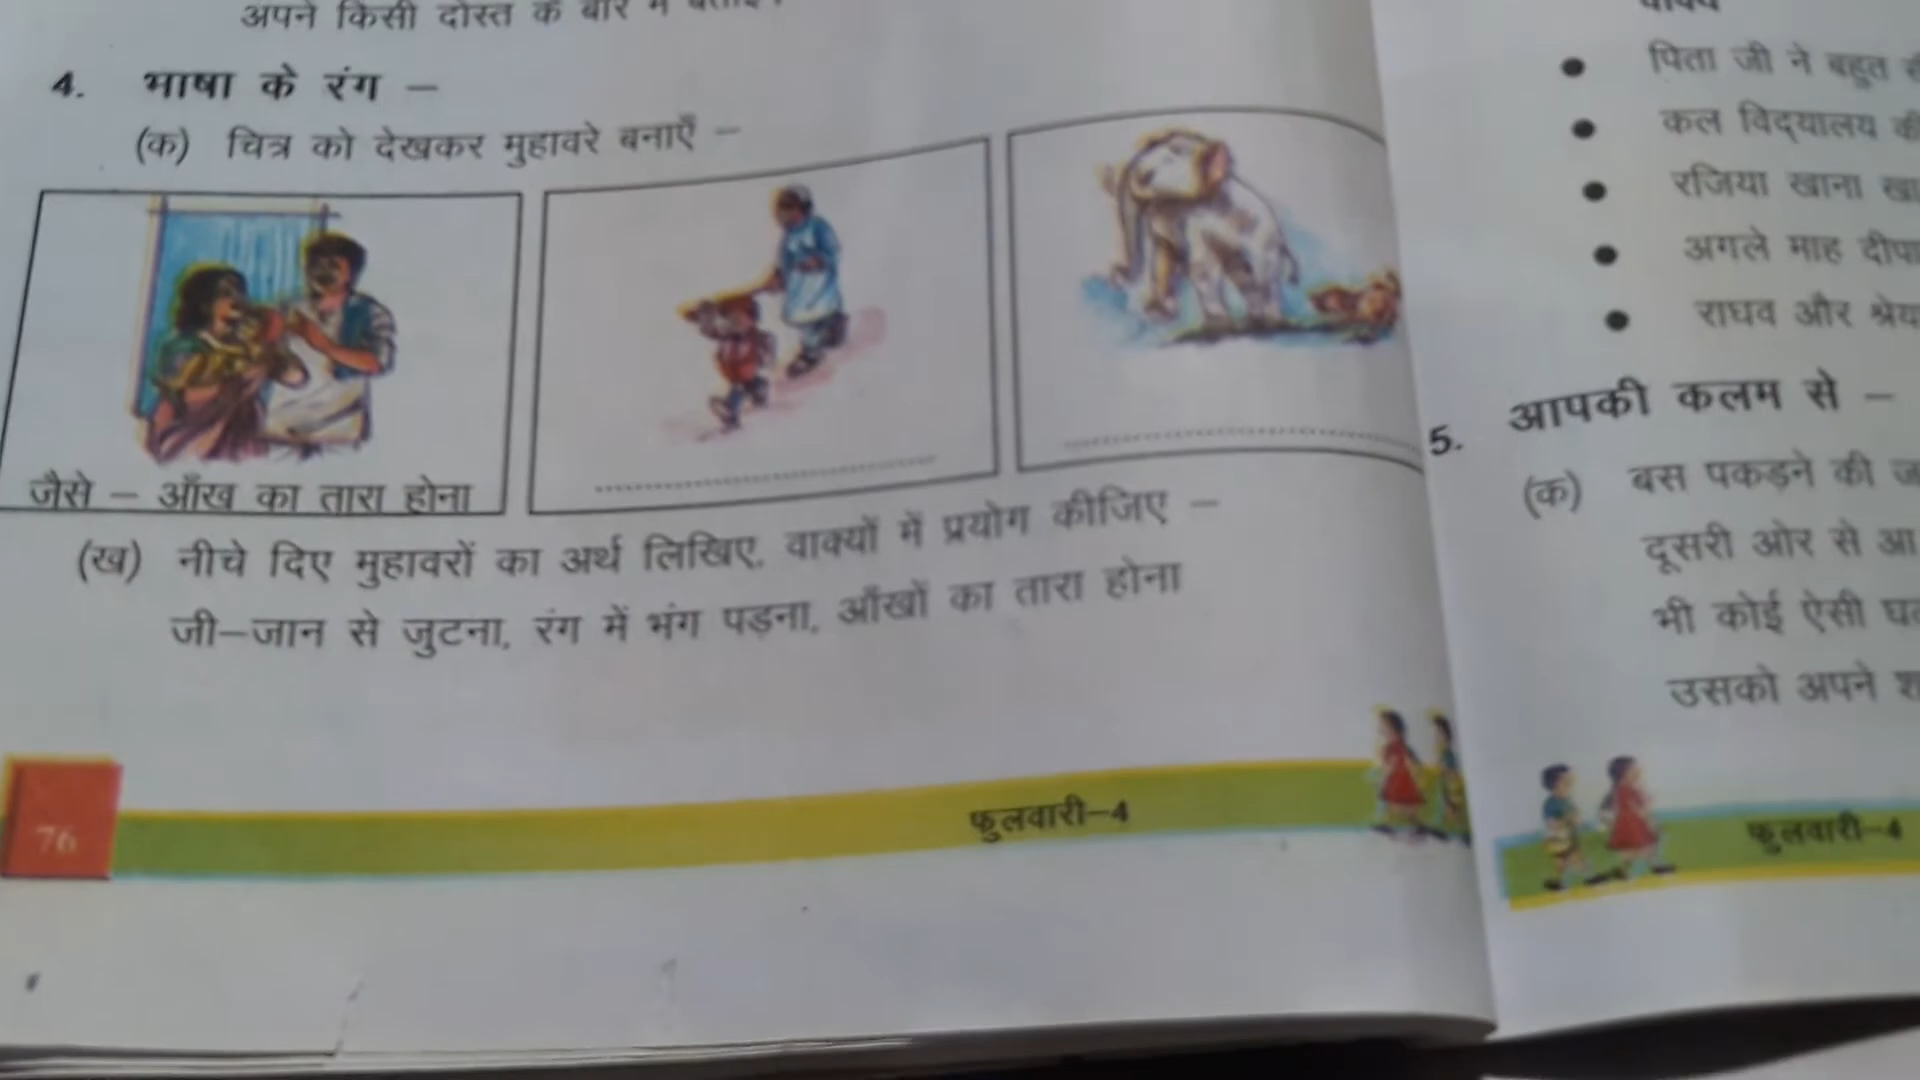 अपने किसी दोस्त के बारे में
4. भाषा के रंग –
(क) चित्र को देखकर मुहावरे बनाएँ –
जैसे – आँख का तारा होना
(ख) नीचे दिए मुहावरों का अर्थ लिखिए, वाक्यों में प्रयोग कीजिए –
जी–जान से जुटना, रंग में भंग पड़ना, आँखों का तारा होना
76
फुलवारी–4
पिता जी ने बहुत
कल विद्यालय की
रजिया खाना
अगले माह
राघव और
5. आपकी कलम से –
(क) बस पकड़ने की
दूसरी ओर से आ
भी कोई ऐसी
उसको अपने
फुलवारी–4